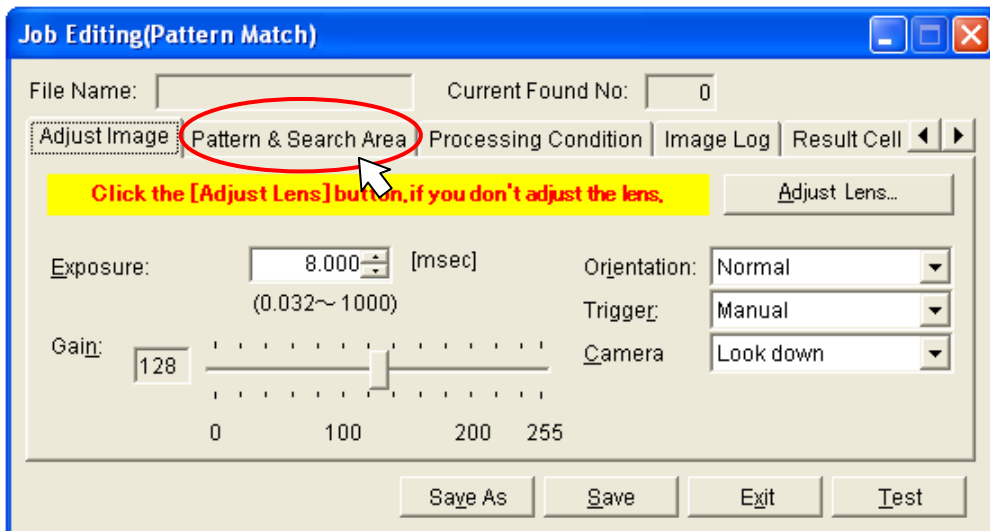 Job Editing(Pattern Match)
File Name: Current Found No: 0
Adjust Image Pattern & Search Area Processing Condition Image Log Result Cell
Click the [Adjust Lens] button,if you don't adjust the lens,
Adjust Lens...
Exposure: 8.000 [msec] Orientation: Normal
(0.032～1000) Trigger: Manual
Gain: 128 Camera Look down
0 100 200 255
Save As Save Exit Test